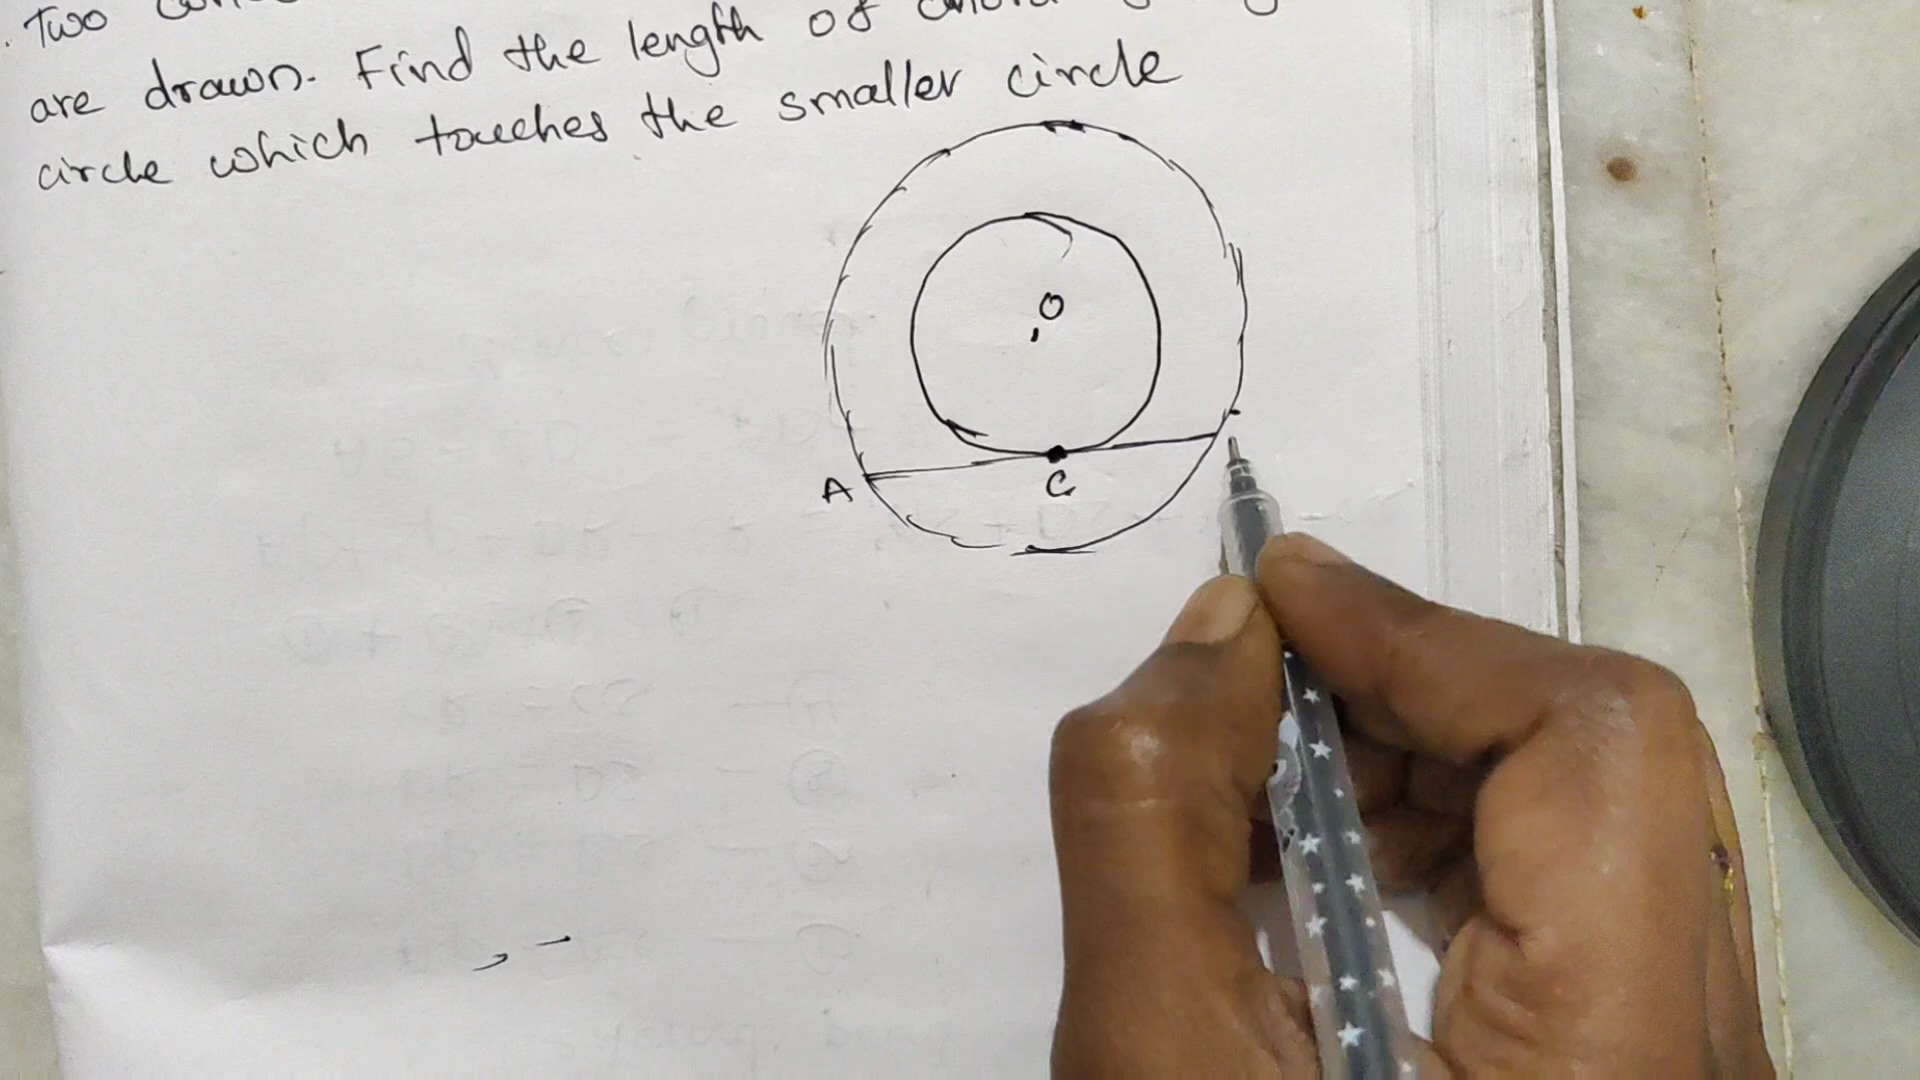 Two
are drawn. Find the length of
circle which touches the smaller circle
O
A
C